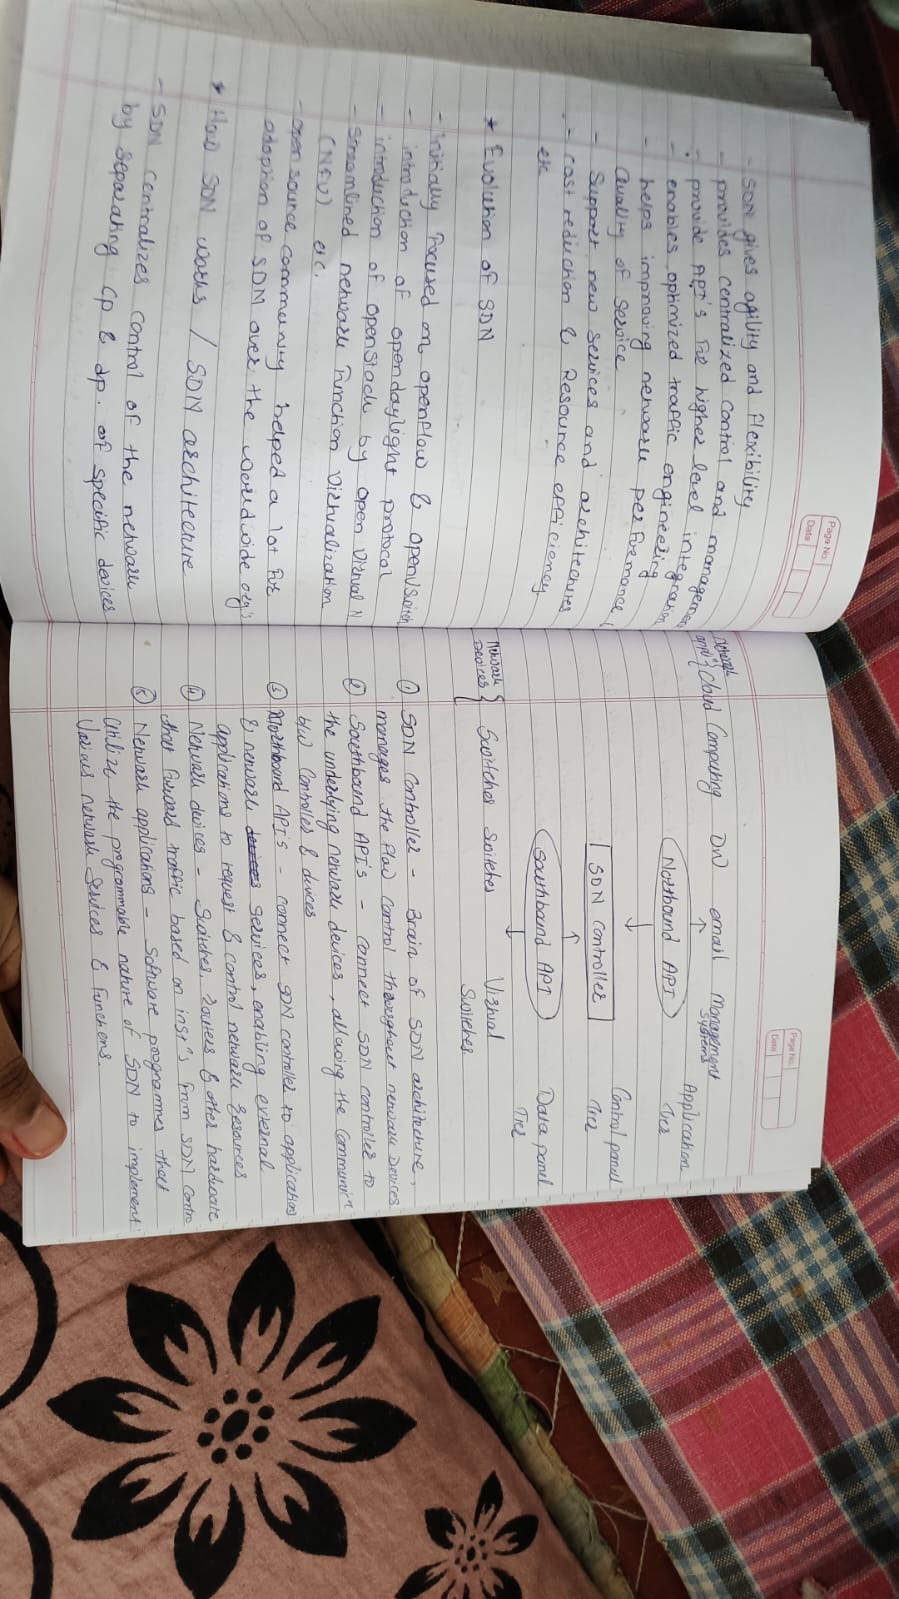 Page No.
Date
- SDN gives agility and flexibility
- provides centralized control and management
- provide API's for higher level integration
- enables optimized traffic engineering
- helps improving network performance &
Quality of Service
- Support new services and architectures
- cost reduction & Resource efficiency
etc
* Evolution of SDN
- initially focused on openflow & openVswitch
- introduction of opendaylight protocol
- introduction of openstack by open Virtual N
- streamlined network Function Virtualization
(NFV) etc.
- open source community helped a lot for
adoption of SDN over the worldwide org's
* How SDN works / SDN architecture
- SDN centralizes control of the network
by separating cp & dp. of specific devices
Page No.
Date
Network
appli {Cloud Computing DW email Management
Systems
Application
Tier
Northbound API
Control panel
Tier
SDN Controller
Southbound API
Data panel
Tier
Network
Devices { Switches Switches Virtual
Switches
① SDN Controller - Brain of SDN architecture,
manages the flow control throughout network Devices
② Southbound API's - connect SDN controller to
the underlying network devices, allowing the communicn
b/w Controller & devices
③ Northbound API's - connect SDN controller to applications
& network devices services, enabling external
applications to request & control network resources
④ Network devices - Switches, routers & other hardware
that forward traffic based on instn's from SDN contro
⑤ Network applications - Software programmes that
utilize the programmable nature of SDN to implement
various network services & functions.